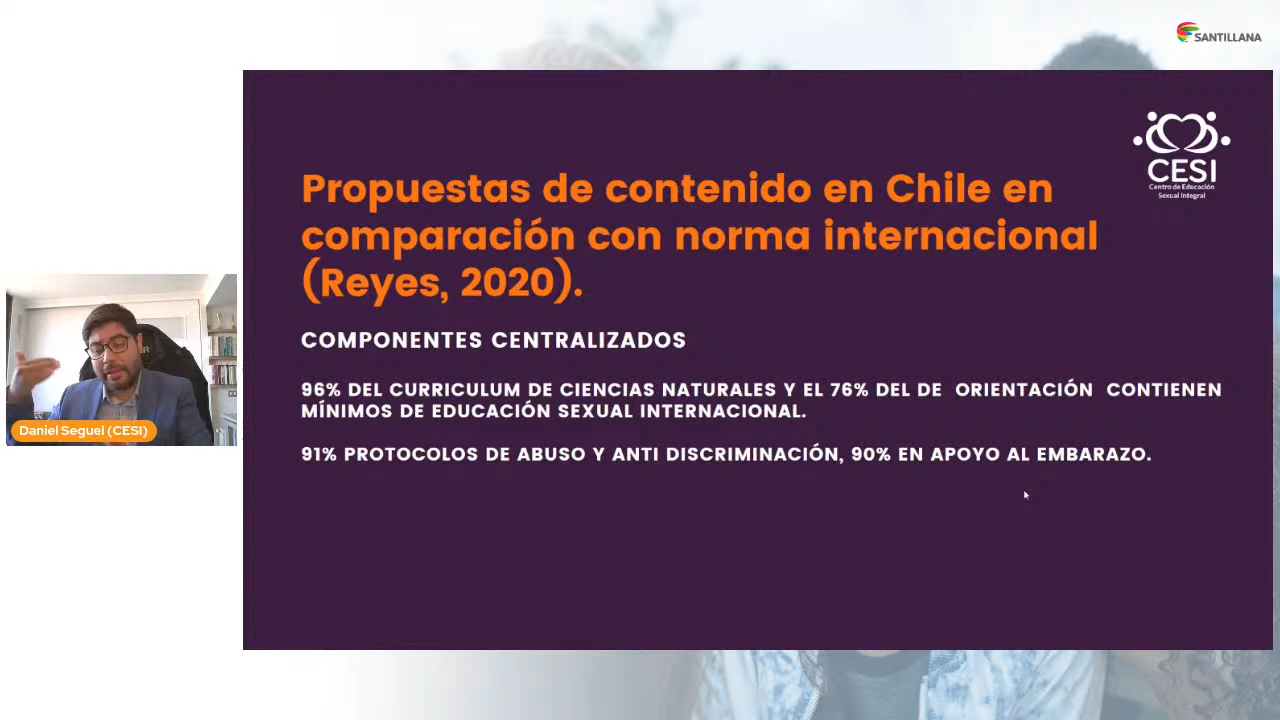 SANTILLANA
CESI
Centro de Educación
Sexual Integral
Propuestas de contenido en Chile en
comparación con norma internacional
(Reyes, 2020).
COMPONENTES CENTRALIZADOS
96% DEL CURRICULUM DE CIENCIAS NATURALES Y EL 76% DEL DE ORIENTACIÓN CONTIENEN
MÍNIMOS DE EDUCACIÓN SEXUAL INTERNACIONAL.
91% PROTOCOLOS DE ABUSO Y ANTI DISCRIMINACIÓN, 90% EN APOYO AL EMBARAZO.
Daniel Seguel (CESI)